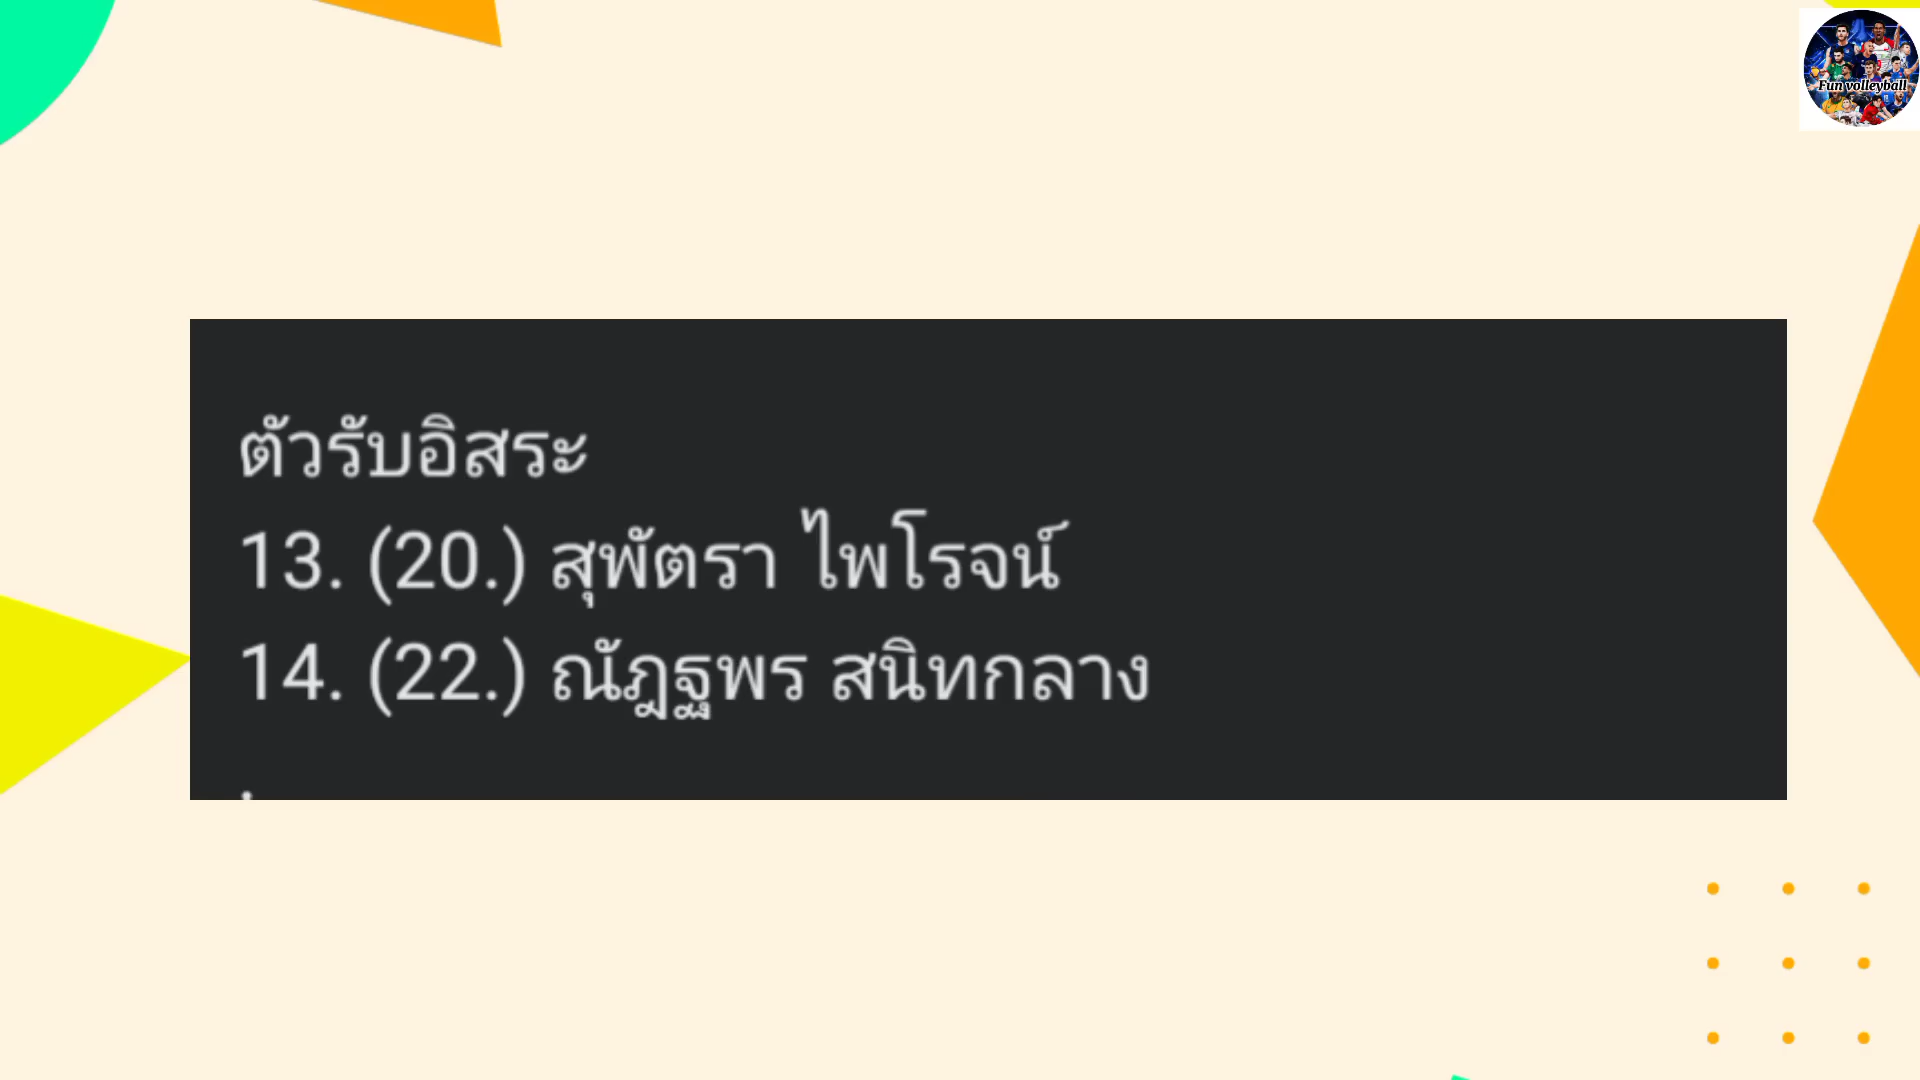 Fun volleyball
ตัวรับอิสระ
13. (20.) สุพัตรา ไพโรจน์
14. (22.) ณัฎฐพร สนิทกลาง